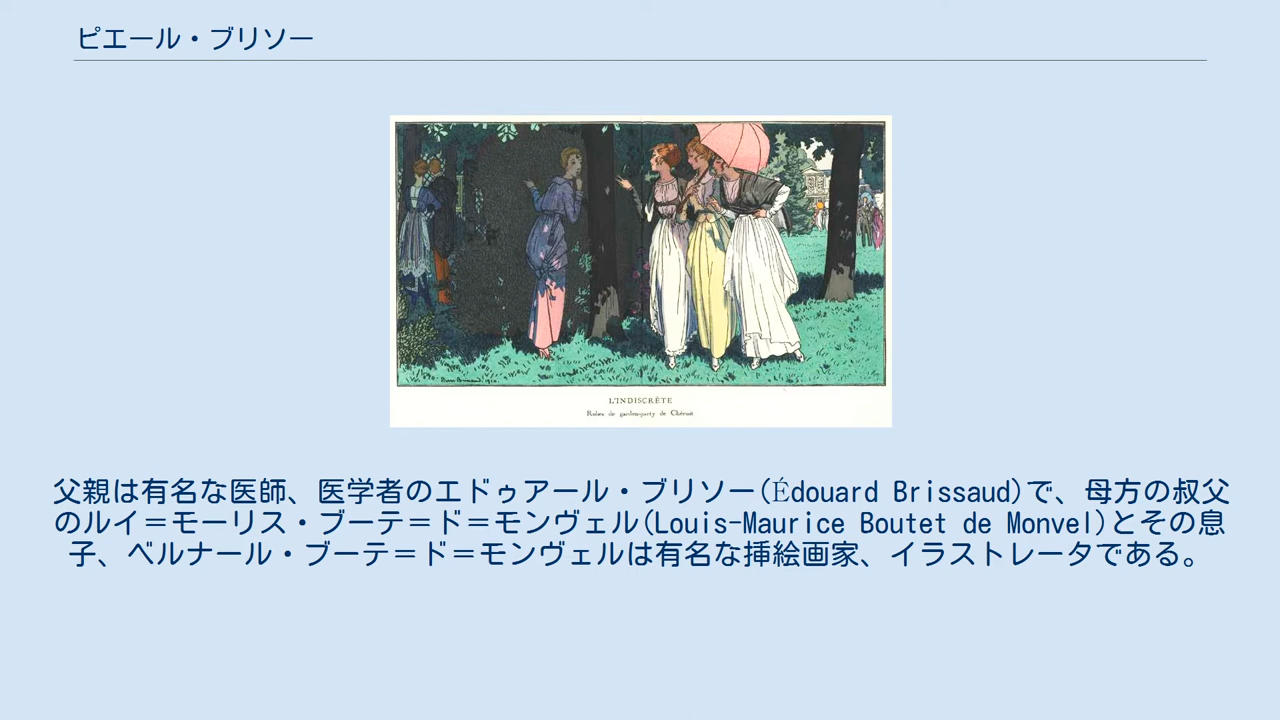 ピエール・ブリソー
L'INDISCRÈTE
Robes de garden-party de Chéruit
父親は有名な医師、医学者のエドゥアール・ブリソー(Édouard Brissaud)で、母方の叔父
のルイ＝モーリス・ブーテ＝ド＝モンヴェル(Louis-Maurice Boutet de Monvel)とその息
子、ベルナール・ブーテ＝ド＝モンヴェルは有名な挿絵画家、イラストレータである。